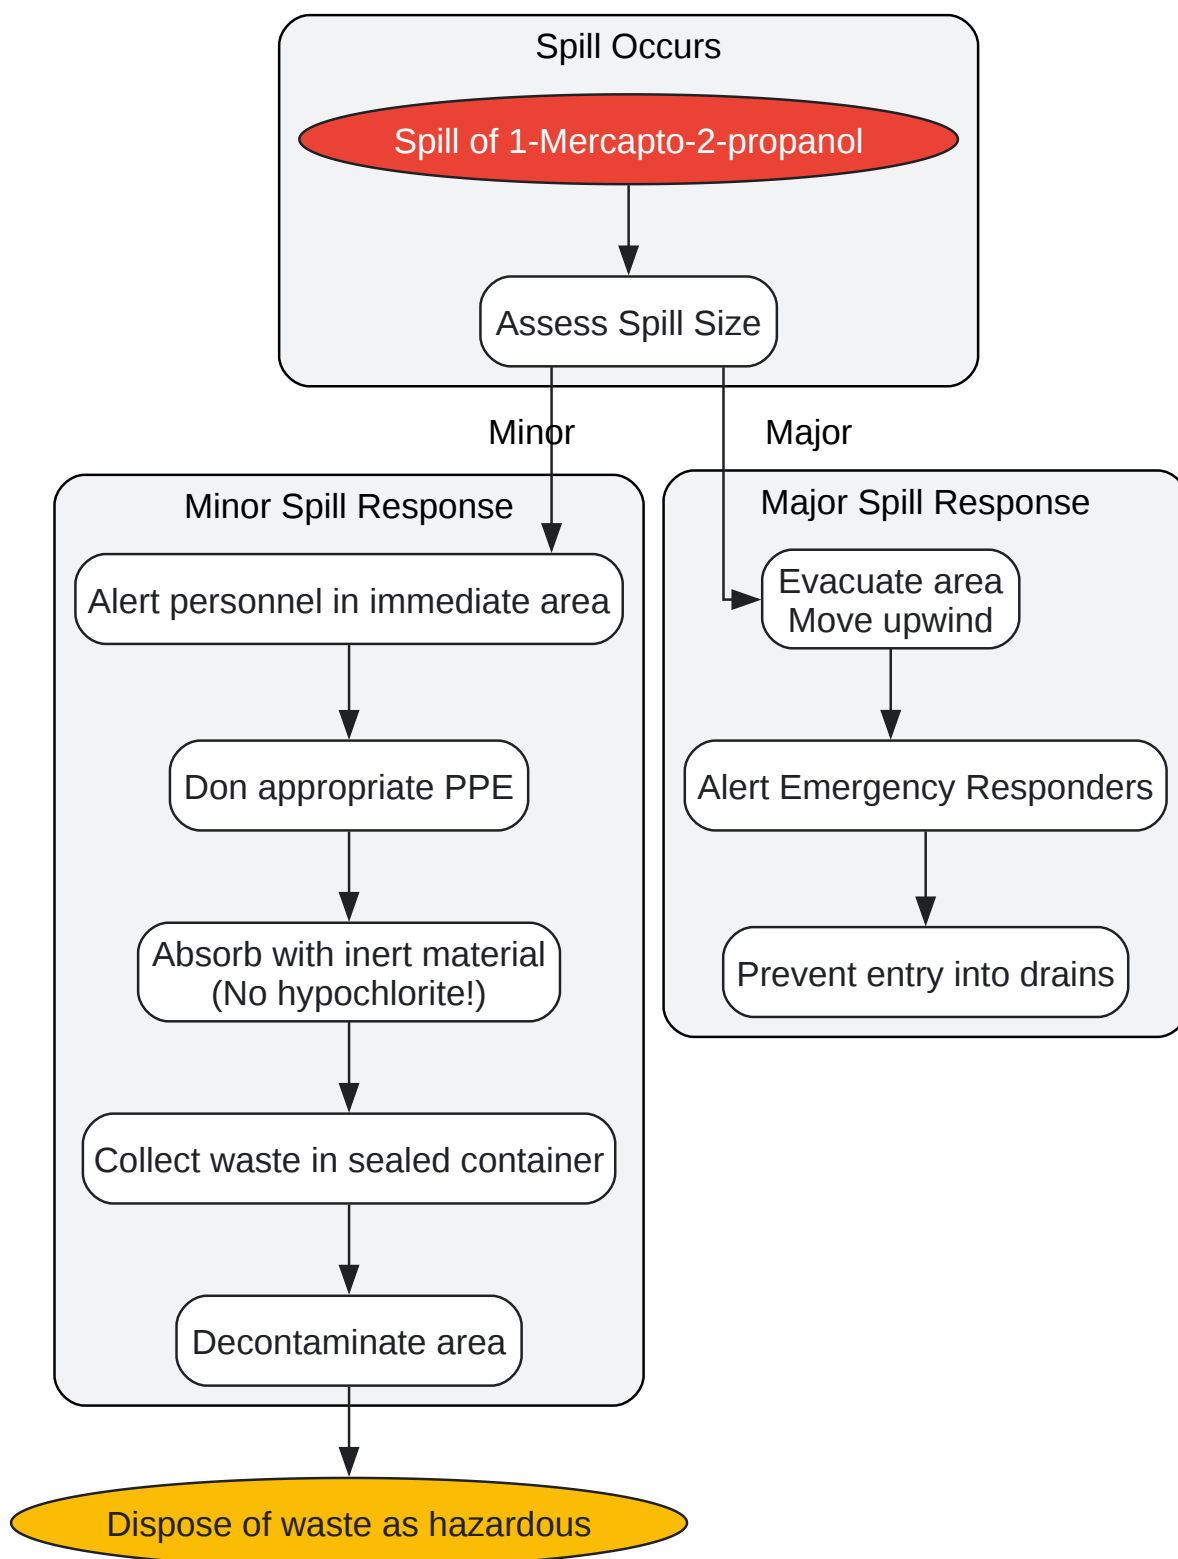 Spill Occurs
Spill of 1-Mercapto-2-propanol
Assess Spill Size
Minor
Major
Minor Spill Response
Alert personnel in immediate area
Don appropriate PPE
Absorb with inert material
(No hypochlorite!)
Collect waste in sealed container
Decontaminate area
Major Spill Response
Evacuate area
Move upwind
Alert Emergency Responders
Prevent entry into drains
Dispose of waste as hazardous